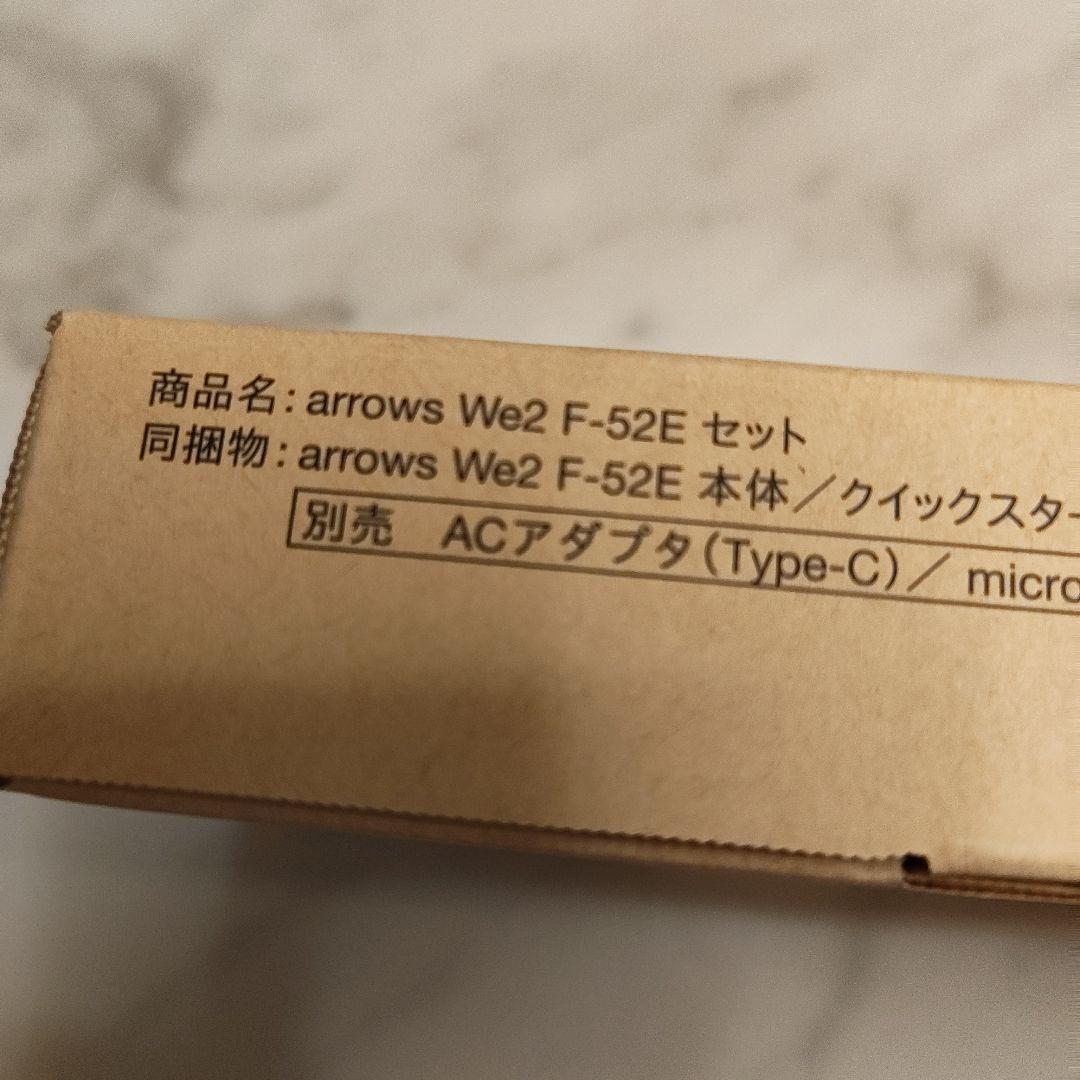 商品名：arrows We2 F-52E セット
同捆物：arrows We2 F-52E 本体／クイックスター
別売　ACアダプタ（Type-C）／ micro